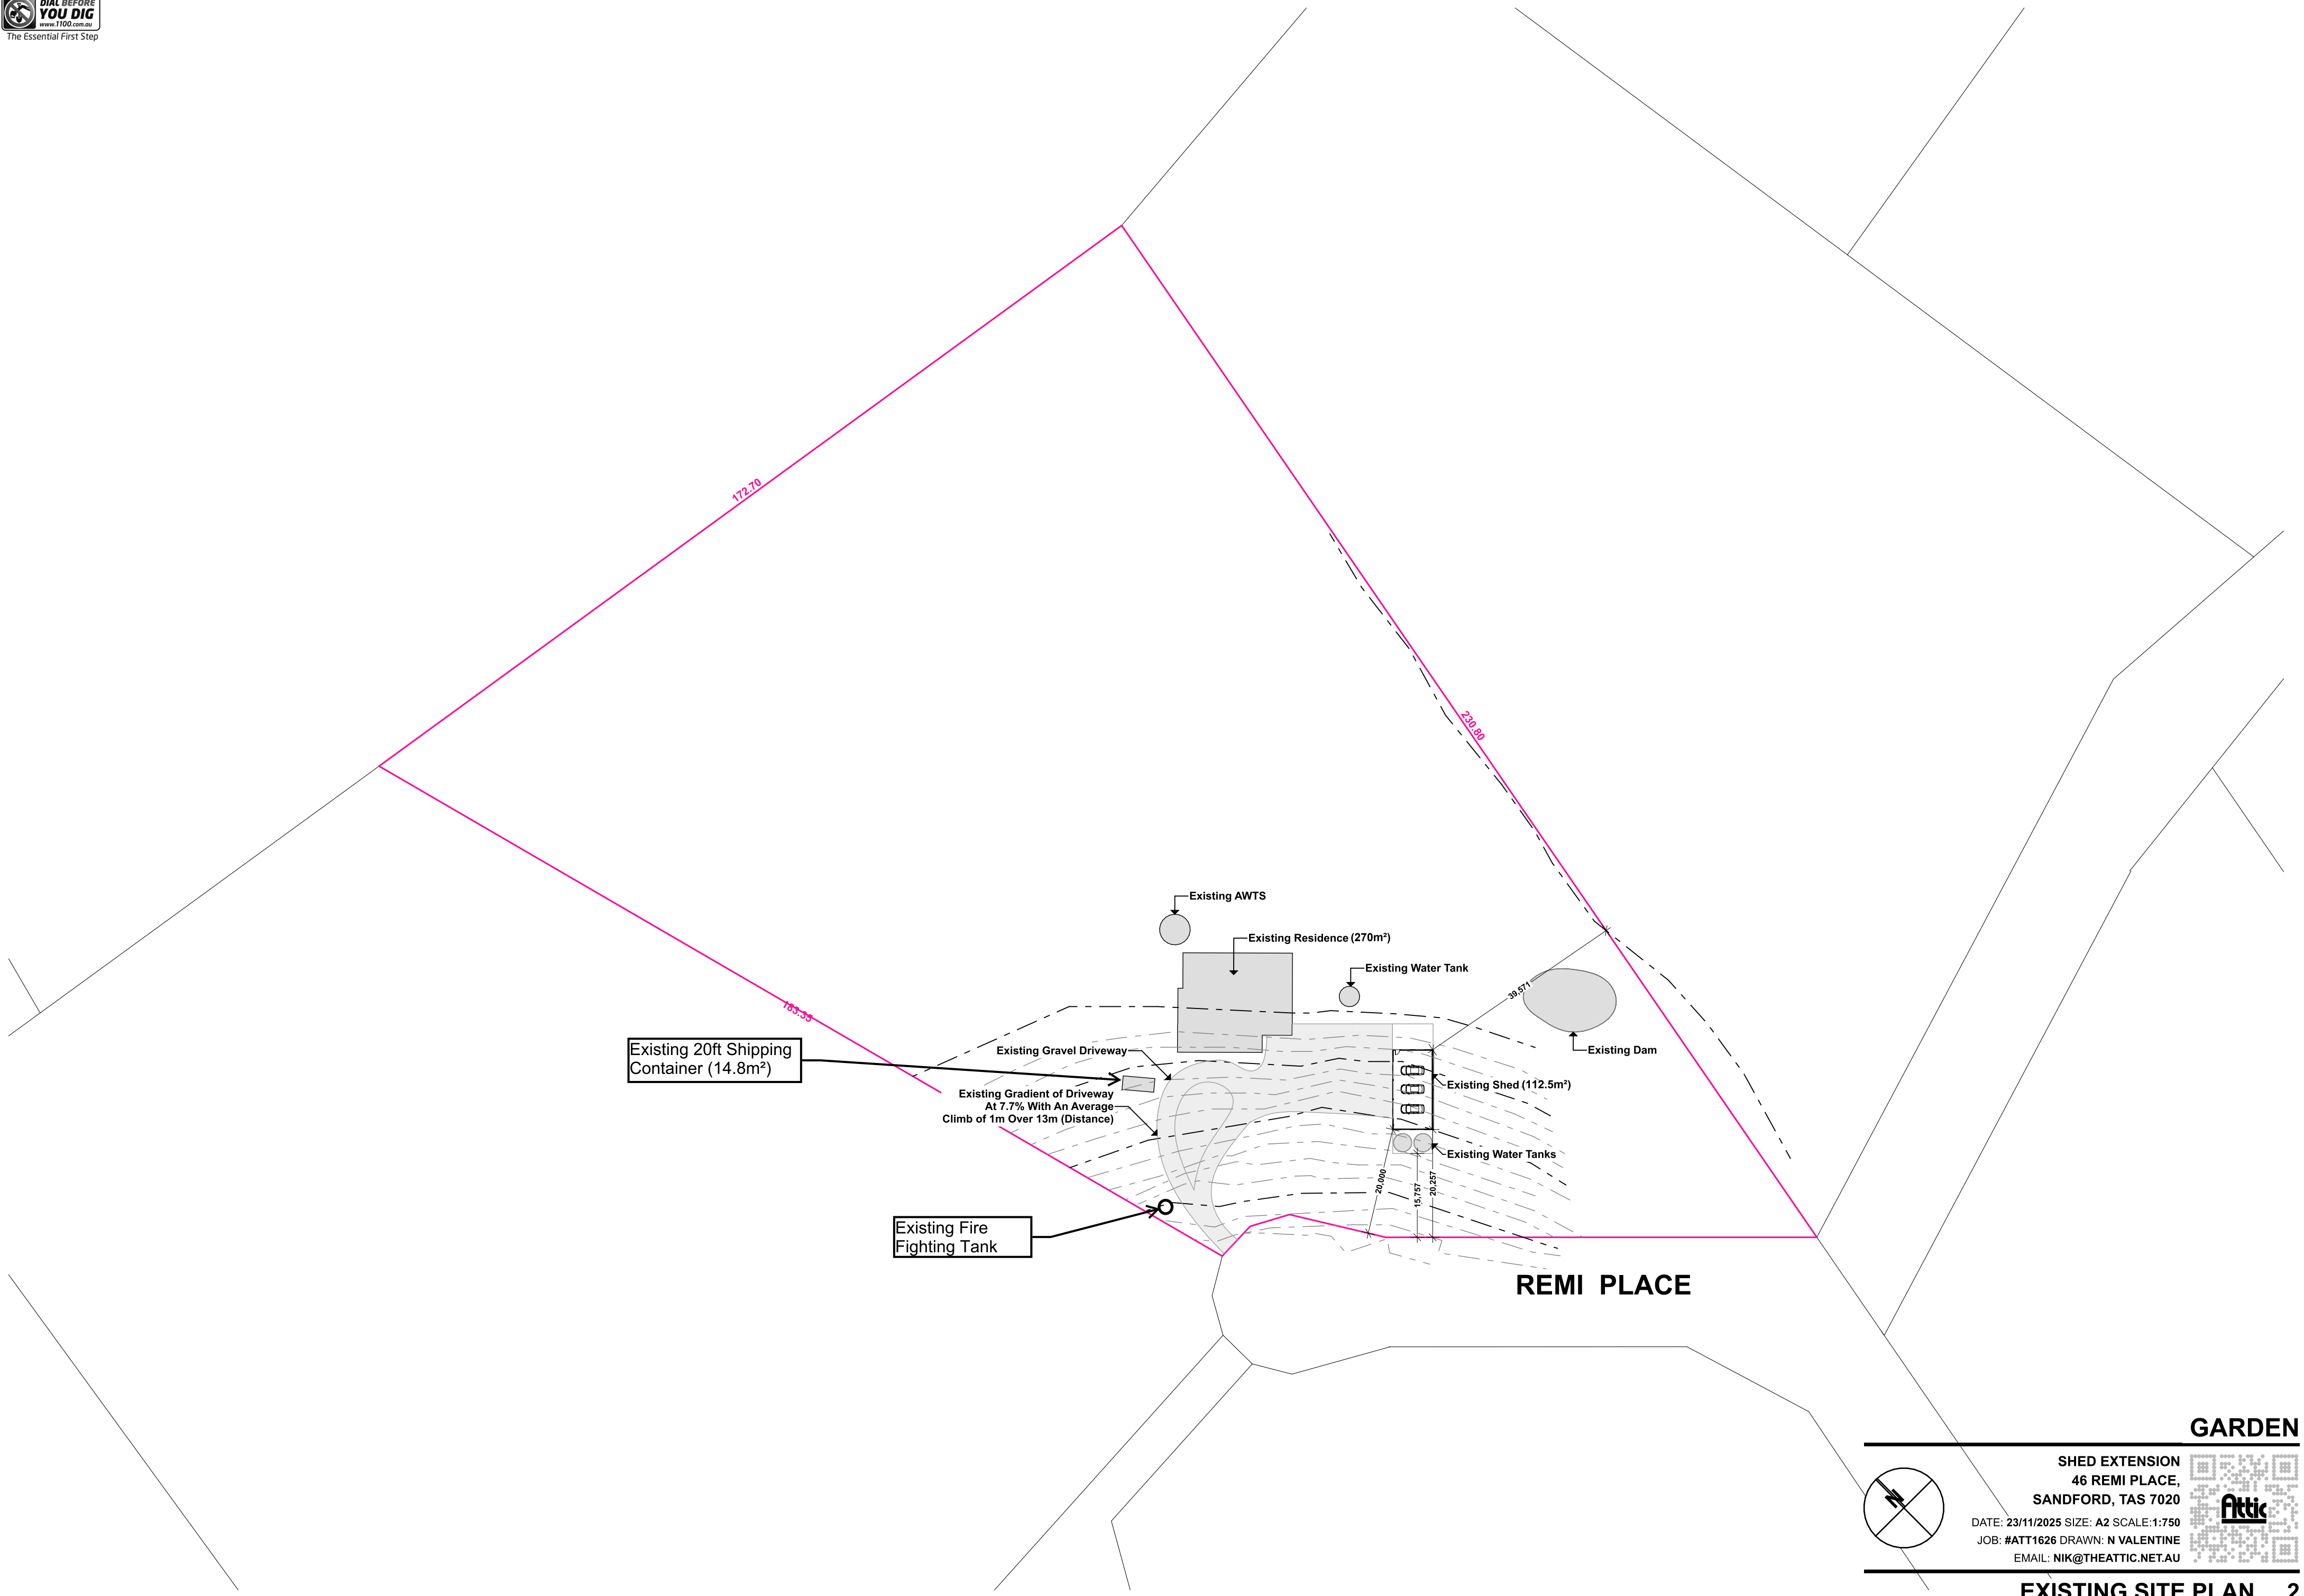 DIAL BEFORE
YOU DIG
www.1100.com.au
The Essential First Step
172.70
230.80
183.35
Existing AWTS
Existing Residence (270m²)
Existing Water Tank
39,571
Existing Dam
Existing 20ft Shipping
Container (14.8m²)
Existing Gravel Driveway
Existing Shed (112.5m²)
Existing Gradient of Driveway
At 7.7% With An Average
Climb of 1m Over 13m (Distance)
Existing Water Tanks
20,000
15,757
20,257
Existing Fire
Fighting Tank
REMI PLACE
GARDEN
SHED EXTENSION
46 REMI PLACE,
SANDFORD, TAS 7020
N
Attic
DATE: 23/11/2025 SIZE: A2 SCALE:1:750
JOB: #ATT1626 DRAWN: N VALENTINE
EMAIL: NIK@THEATTIC.NET.AU
EXISTING SITE PLAN 2